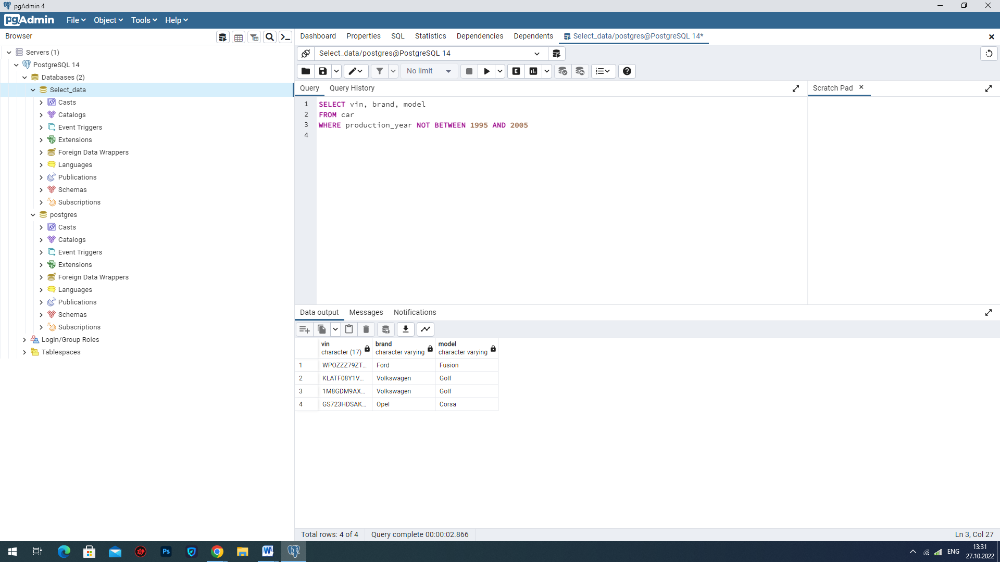 pgAdmin 4
pgAdmin File Object Tools Help
Browser
Dashboard Properties SQL Statistics Dependencies Dependents Select_data/postgres@PostgreSQL 14*
Servers (1)
PostgreSQL 14
Databases (2)
Select_data
Casts
Catalogs
Event Triggers
Extensions
Foreign Data Wrappers
Languages
Publications
Schemas
Subscriptions
postgres
Casts
Catalogs
Event Triggers
Extensions
Foreign Data Wrappers
Languages
Publications
Schemas
Subscriptions
Login/Group Roles
Tablespaces
Select_data/postgres@PostgreSQL 14
No limit E
Query Query History Scratch Pad
1 SELECT vin, brand, model
2 FROM car
3 WHERE production_year NOT BETWEEN 1995 AND 2005
4
Data output Messages Notifications
vin brand model
character (17) character varying character varying
1 WPOZZZ79ZT... Ford Fusion
2 KLATF08Y1V... Volkswagen Golf
3 1M8GDM9AX... Volkswagen Golf
4 GS723HDSAK... Opel Corsa
Total rows: 4 of 4 Query complete 00:00:02.866 Ln 3, Col 27
Ps W ENG 13:31
27.10.2022